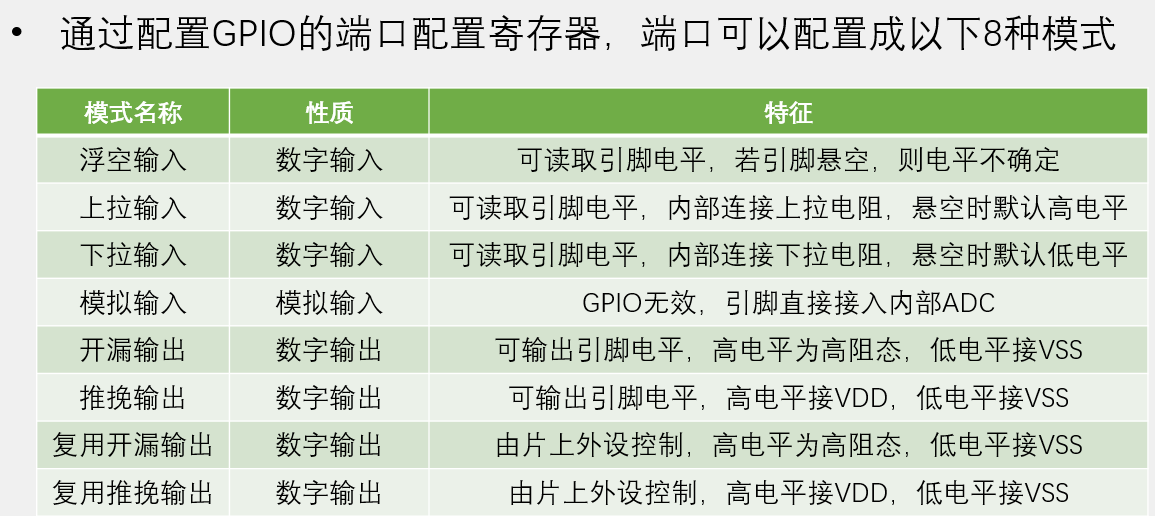 • 通过配置GPIO的端口配置寄存器，端口可以配置成以下8种模式
模式名称 性质 特征
浮空输入 数字输入 可读取引脚电平，若引脚悬空，则电平不确定
上拉输入 数字输入 可读取引脚电平，内部连接上拉电阻，悬空时默认高电平
下拉输入 数字输入 可读取引脚电平，内部连接下拉电阻，悬空时默认低电平
模拟输入 模拟输入 GPIO无效，引脚直接接入内部ADC
开漏输出 数字输出 可输出引脚电平，高电平为高阻态，低电平接VSS
推挽输出 数字输出 可输出引脚电平，高电平接VDD，低电平接VSS
复用开漏输出 数字输出 由片上外设控制，高电平为高阻态，低电平接VSS
复用推挽输出 数字输出 由片上外设控制，高电平接VDD，低电平接VSS